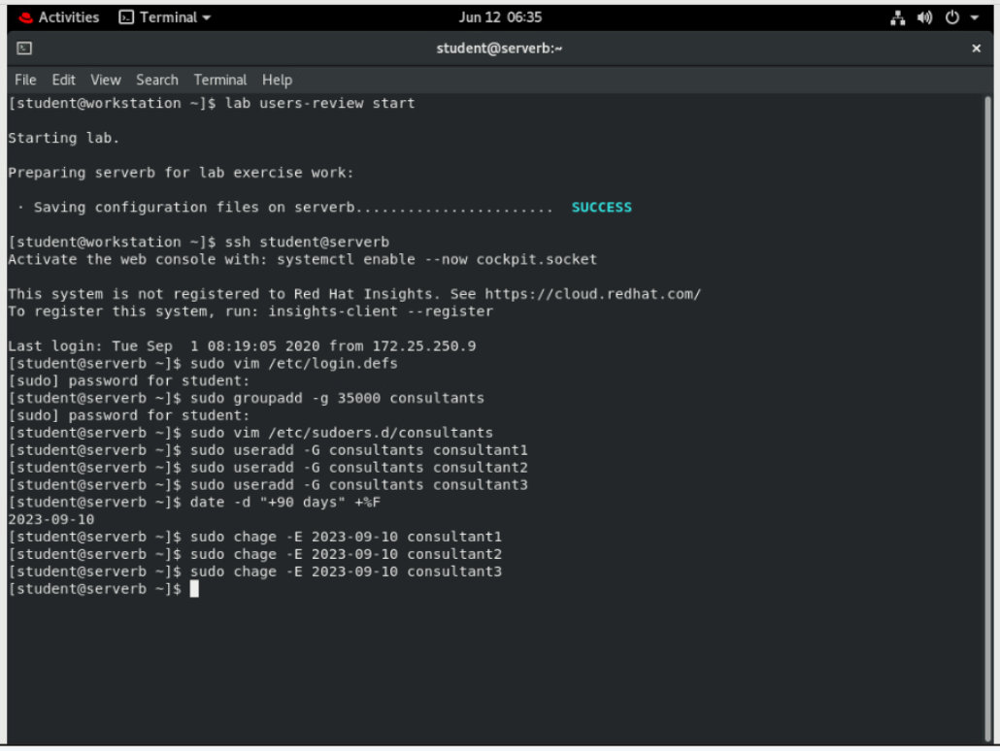 Activities Terminal Jun 12 06:35
student@serverb:~ ×
File Edit View Search Terminal Help
[student@workstation ~]$ lab users-review start
Starting lab.
Preparing serverb for lab exercise work:
· Saving configuration files on serverb....................... SUCCESS
[student@workstation ~]$ ssh student@serverb
Activate the web console with: systemctl enable --now cockpit.socket
This system is not registered to Red Hat Insights. See https://cloud.redhat.com/
To register this system, run: insights-client --register
Last login: Tue Sep  1 08:19:05 2020 from 172.25.250.9
[student@serverb ~]$ sudo vim /etc/login.defs
[sudo] password for student:
[student@serverb ~]$ sudo groupadd -g 35000 consultants
[sudo] password for student:
[student@serverb ~]$ sudo vim /etc/sudoers.d/consultants
[student@serverb ~]$ sudo useradd -G consultants consultant1
[student@serverb ~]$ sudo useradd -G consultants consultant2
[student@serverb ~]$ sudo useradd -G consultants consultant3
[student@serverb ~]$ date -d "+90 days" +%F
2023-09-10
[student@serverb ~]$ sudo chage -E 2023-09-10 consultant1
[student@serverb ~]$ sudo chage -E 2023-09-10 consultant2
[student@serverb ~]$ sudo chage -E 2023-09-10 consultant3
[student@serverb ~]$